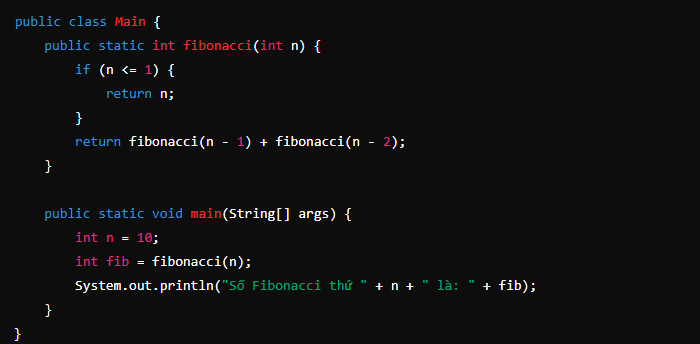 public class Main {
    public static int fibonacci(int n) {
        if (n <= 1) {
            return n;
        }
        return fibonacci(n - 1) + fibonacci(n - 2);
    }

    public static void main(String[] args) {
        int n = 10;
        int fib = fibonacci(n);
        System.out.println("Số Fibonacci thứ " + n + " là: " + fib);
    }
}